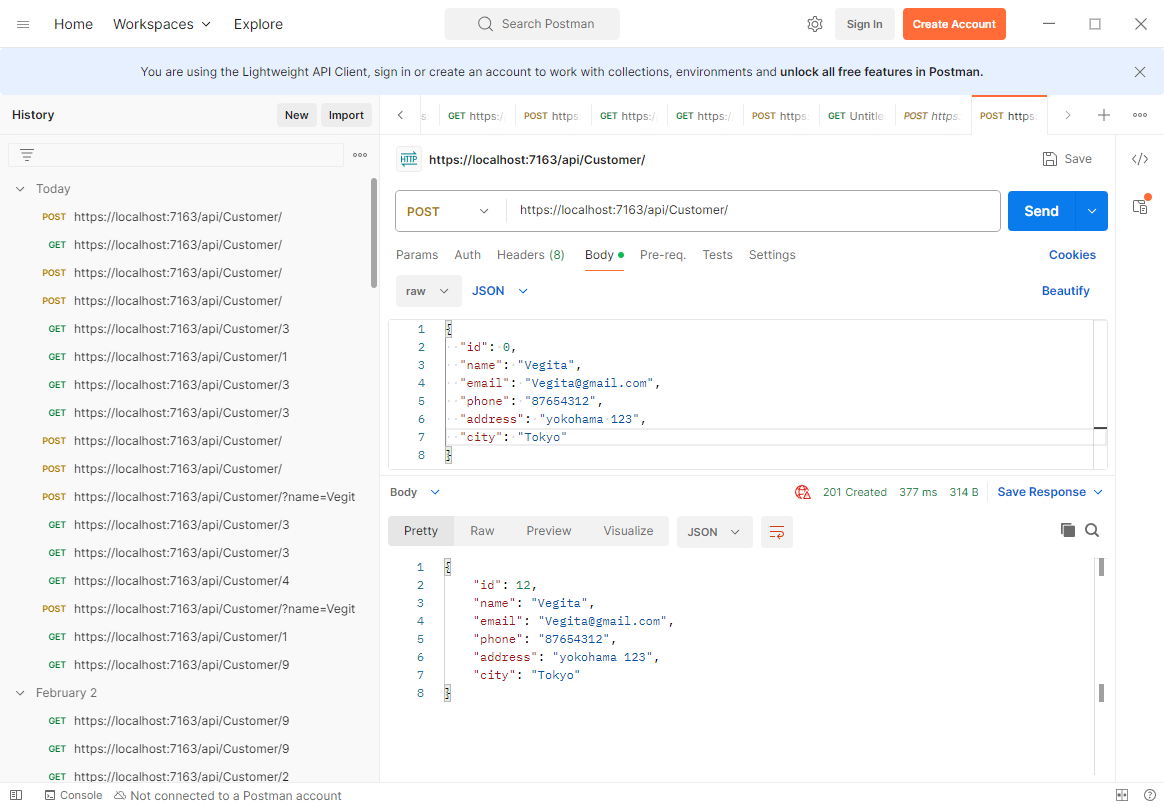 Home Workspaces Explore Search Postman Sign In Create Account
You are using the Lightweight API Client, sign in or create an account to work with collections, environments and unlock all free features in Postman.
History New Import
Today
POST https://localhost:7163/api/Customer/
GET https://localhost:7163/api/Customer/
POST https://localhost:7163/api/Customer/
POST https://localhost:7163/api/Customer/
GET https://localhost:7163/api/Customer/3
GET https://localhost:7163/api/Customer/1
GET https://localhost:7163/api/Customer/3
GET https://localhost:7163/api/Customer/3
POST https://localhost:7163/api/Customer/
POST https://localhost:7163/api/Customer/
POST https://localhost:7163/api/Customer/?name=Vegit
GET https://localhost:7163/api/Customer/3
GET https://localhost:7163/api/Customer/3
GET https://localhost:7163/api/Customer/4
POST https://localhost:7163/api/Customer/?name=Vegit
GET https://localhost:7163/api/Customer/1
GET https://localhost:7163/api/Customer/9
February 2
GET https://localhost:7163/api/Customer/9
GET https://localhost:7163/api/Customer/9
GET https://localhost:7163/api/Customer/2
GET https:/ POST https: GET https:/ GET https:/ POST https: GET Untitle POST https: POST https:
HTTP https://localhost:7163/api/Customer/ Save
POST https://localhost:7163/api/Customer/ Send
Params Auth Headers (8) Body Pre-req. Tests Settings Cookies
raw JSON Beautify
1 {
2 "id": 0,
3 "name": "Vegita",
4 "email": "Vegita@gmail.com",
5 "phone": "87654312",
6 "address": "yokohama 123",
7 "city": "Tokyo"
8 }
Body 201 Created 377 ms 314 B Save Response
Pretty Raw Preview Visualize JSON
1 {
2 "id": 12,
3 "name": "Vegita",
4 "email": "Vegita@gmail.com",
5 "phone": "87654312",
6 "address": "yokohama 123",
7 "city": "Tokyo"
8 }
Console Not connected to a Postman account